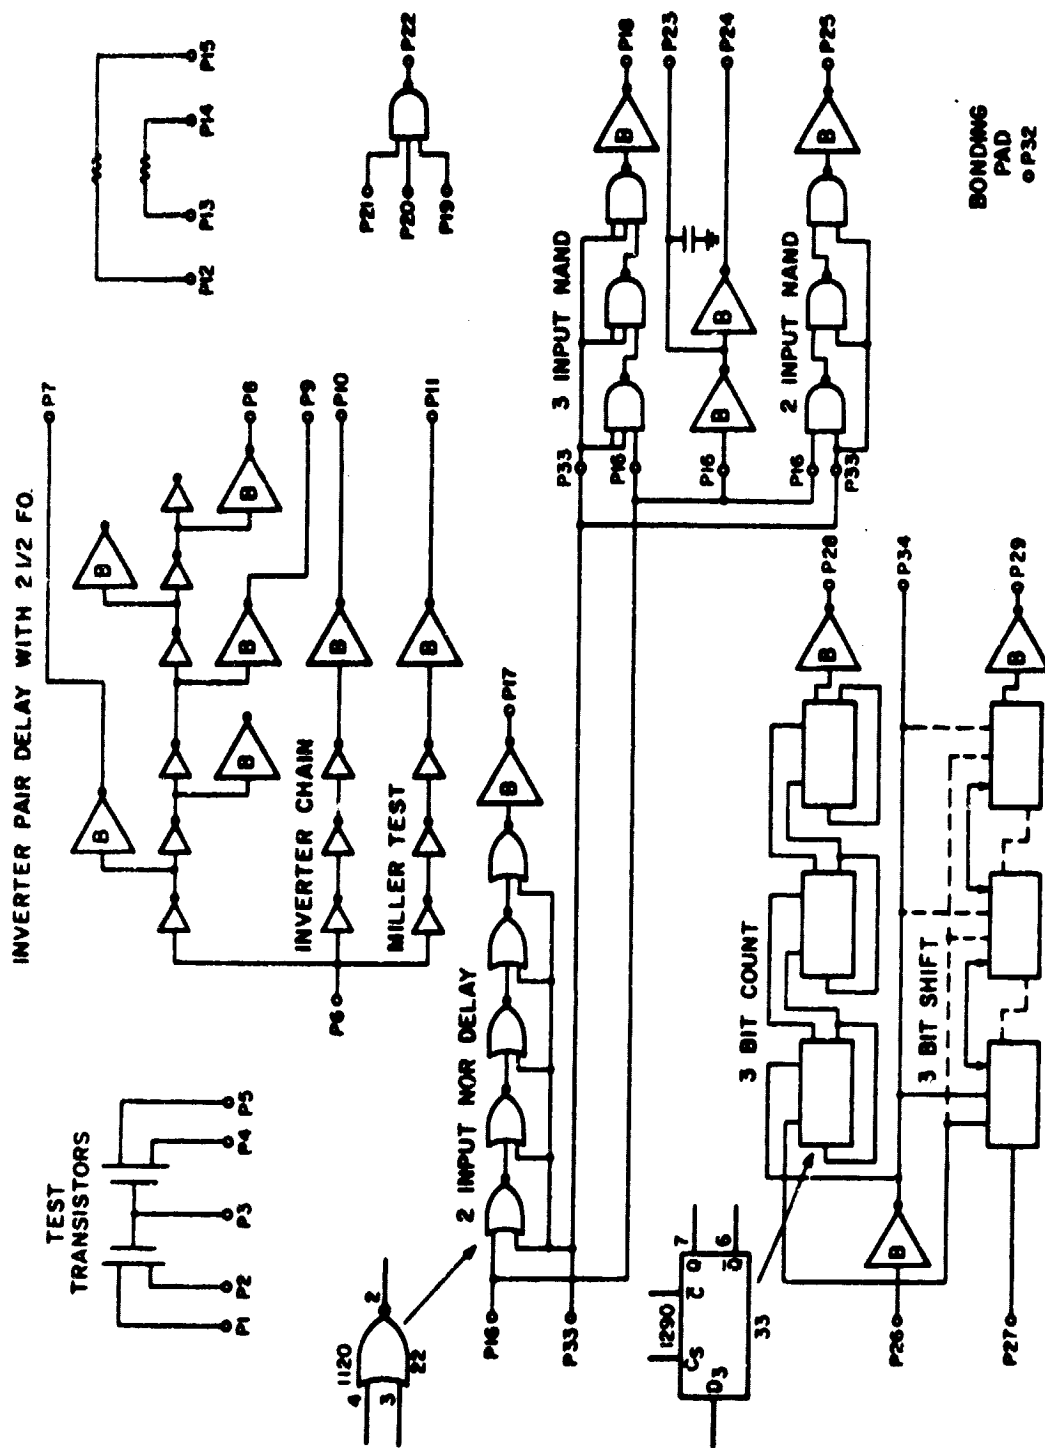 TEST
TRANSISTORS
P1
P2
P3
P4
P5
INVERTER PAIR DELAY WITH 2 1/2 FO.
B
B
B
B
B
B
P7
P8
P9
INVERTER CHAIN
B
P10
P6
MILLER TEST
B
P11
P12
P13
P14
P15
P21
P20
P19
P22
1120
4
3
2
22
2 INPUT NOR DELAY
P16
P33
B
P17
3 INPUT NAND
P33
P16
B
P18
P23
P16
B
B
P24
2 INPUT NAND
P16
P33
B
P25
1290
CS
C
Q
7
D3
Q
6
33
3 BIT COUNT
B
P28
P26
B
P34
3 BIT SHIFT
P27
B
P29
BONDING
PAD
P32